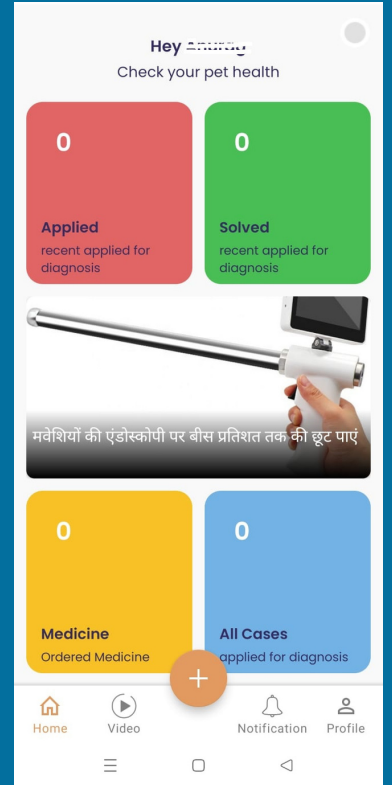 Hey
Check your pet health
0
Applied
recent applied for
diagnosis
0
Solved
recent applied for
diagnosis
मवेशियों की एंडोस्कोपी पर बीस प्रतिशत तक की छूट पाएं
0
Medicine
Ordered Medicine
0
All Cases
applied for diagnosis
+
Home
Video
Notification
Profile